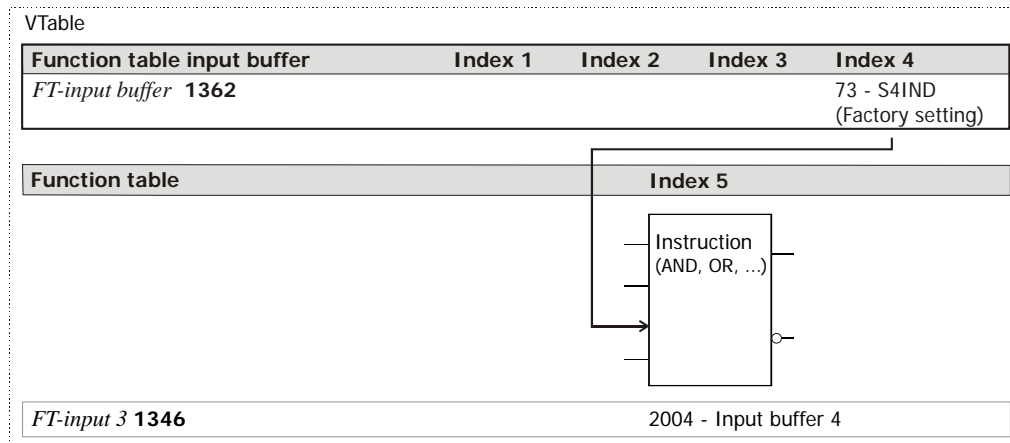 VTable
Function table input buffer Index 1 Index 2 Index 3 Index 4
FT-input buffer 1362 73 - S4IND
(Factory setting)
Function table Index 5
Instruction
(AND, OR, ...)
FT-input 3 1346 2004 - Input buffer 4